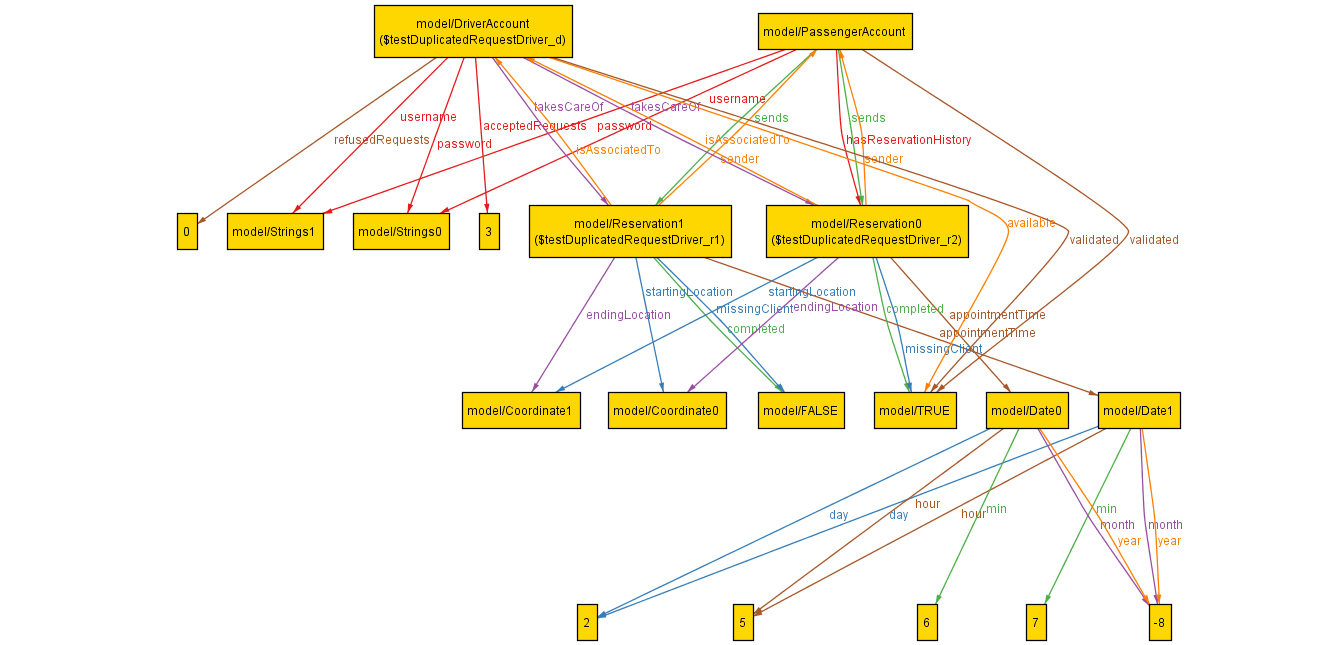 model/DriverAccount
($testDuplicatedRequestDriver_d)
model/PassengerAccount
username
takesCareOf
takesCareOf
username
sends
sends
acceptedRequests
password
refusedRequests
password
isAssociatedTo
isAssociatedTo
hasReservationHistory
sender
sender
0
model/Strings1
model/Strings0
3
model/Reservation1
($testDuplicatedRequestDriver_r1)
model/Reservation0
($testDuplicatedRequestDriver_r2)
available
validated
validated
startingLocation
startingLocation
endingLocation
missingClient
endingLocation
completed
appointmentTime
completed
appointmentTime
missingClient
model/Coordinate1
model/Coordinate0
model/FALSE
model/TRUE
model/Date0
model/Date1
day
day
hour
hour
min
min
month
month
year
year
2
5
6
7
-8